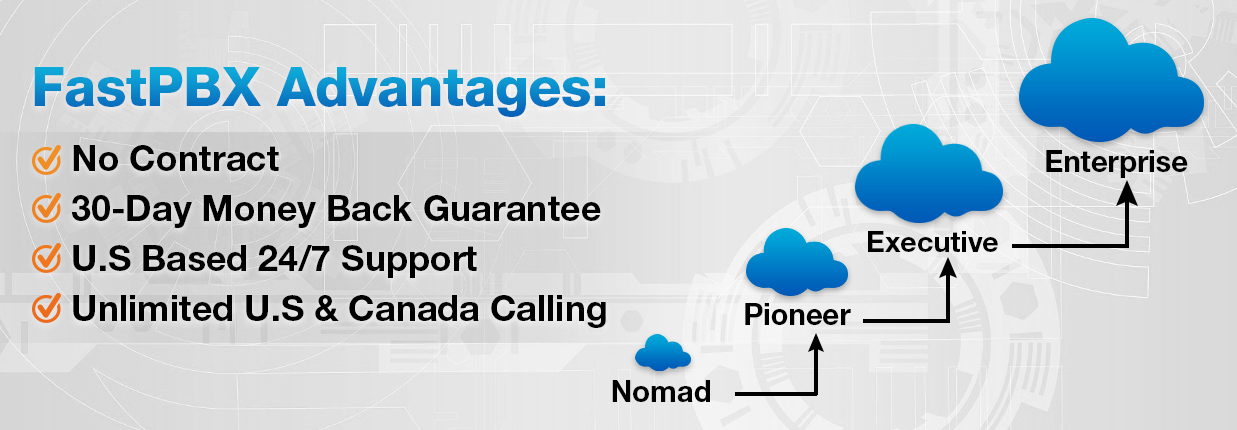 FastPBX Advantages:
No Contract
30-Day Money Back Guarantee
U.S Based 24/7 Support
Unlimited U.S & Canada Calling
Nomad
Pioneer
Executive
Enterprise